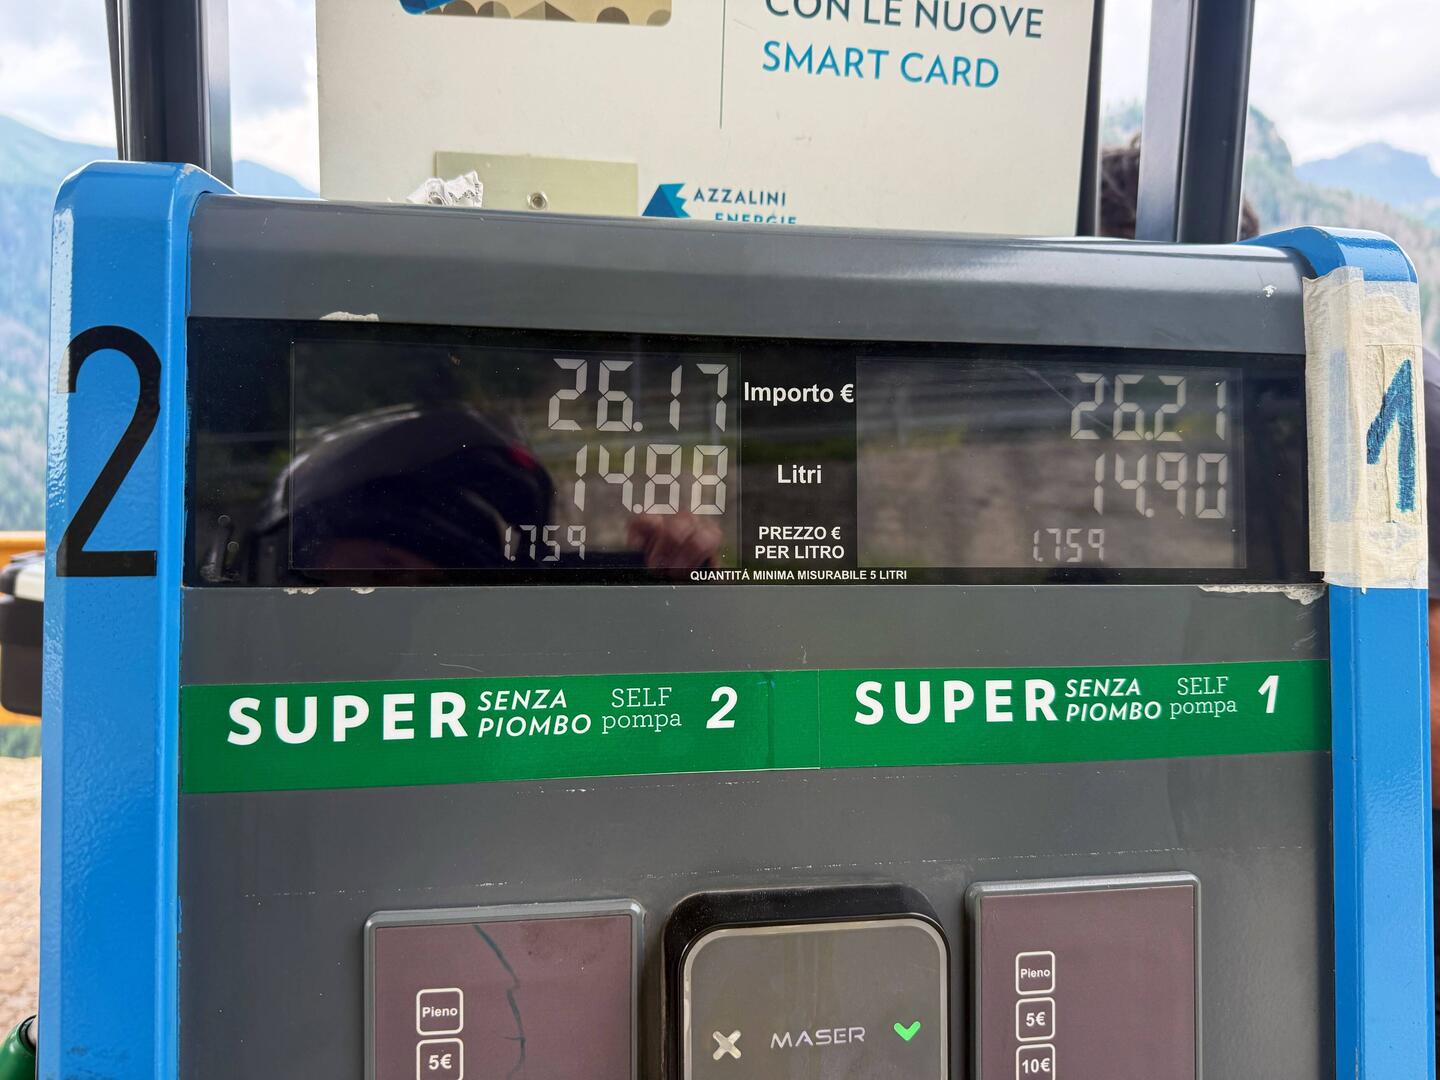 CON LE NUOVE
SMART CARD
AZZALINI
ENERGIE
2
1
26.17
Importo €
26.21
14.88
Litri
14.90
1.759
PREZZO €
PER LITRO
1.759
QUANTITÁ MINIMA MISURABILE 5 LITRI
SUPER SENZA PIOMBO SELF pompa 2
SUPER SENZA PIOMBO SELF pompa 1
Pieno
5€
MASER
Pieno
5€
10€